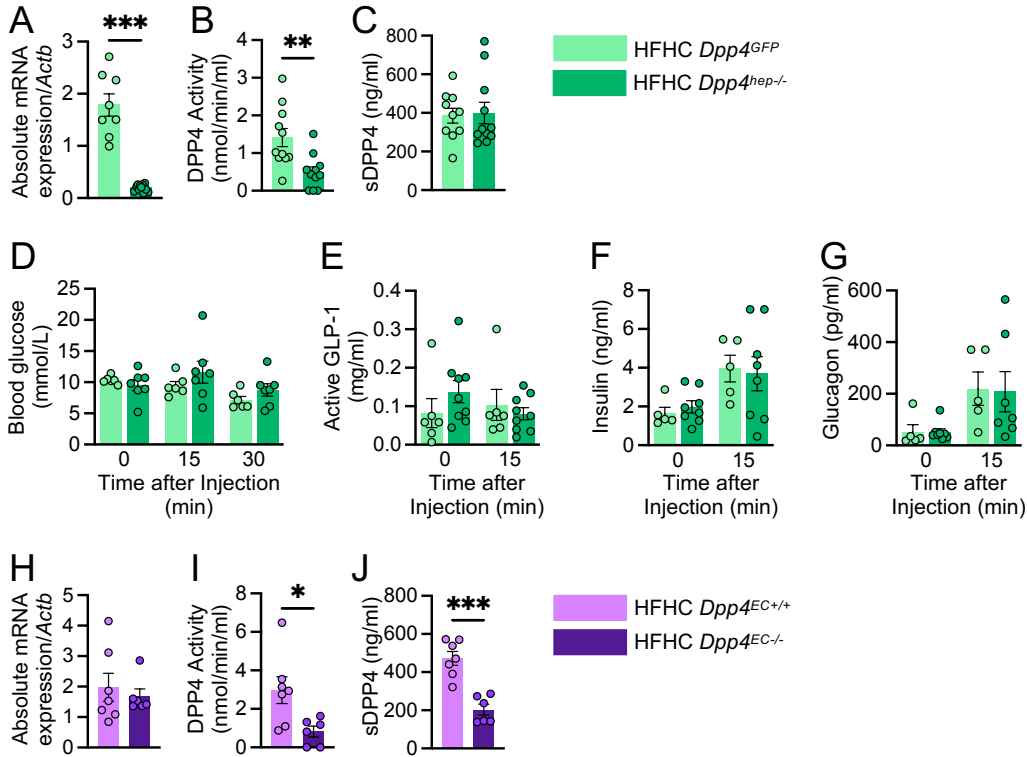 A
Absolute mRNA
expression/Actb
3
2
1
0
***
B
DPP4 Activity
(nmol/min/ml)
4
3
2
1
0
**
C
sDPP4 (ng/ml)
800
600
400
200
0
HFHC Dpp4GFP
HFHC Dpp4hep-/-
D
Blood glucose
(mmol/L)
25
20
15
10
5
0
0 15 30
Time after Injection
(min)
E
Active GLP-1
(mg/ml)
0.4
0.3
0.2
0.1
0.0
0 15
Time after
Injection (min)
F
Insulin (ng/ml)
8
6
4
2
0
0 15
Time after
Injection (min)
G
Glucagon (pg/ml)
600
400
200
0
0 15
Time after
Injection (min)
H
Absolute mRNA
expression/Actb
5
4
3
2
1
0
I
DPP4 Activity
(nmol/min/ml)
8
6
4
2
0
*
J
sDPP4 (ng/ml)
800
600
400
200
0
***
HFHC Dpp4EC+/+
HFHC Dpp4EC-/-